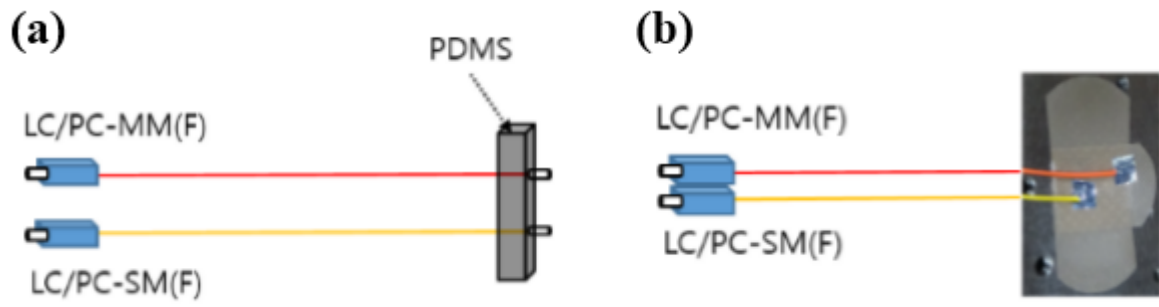 (a)
PDMS
LC/PC-MM(F)
LC/PC-SM(F)
(b)
LC/PC-MM(F)
LC/PC-SM(F)